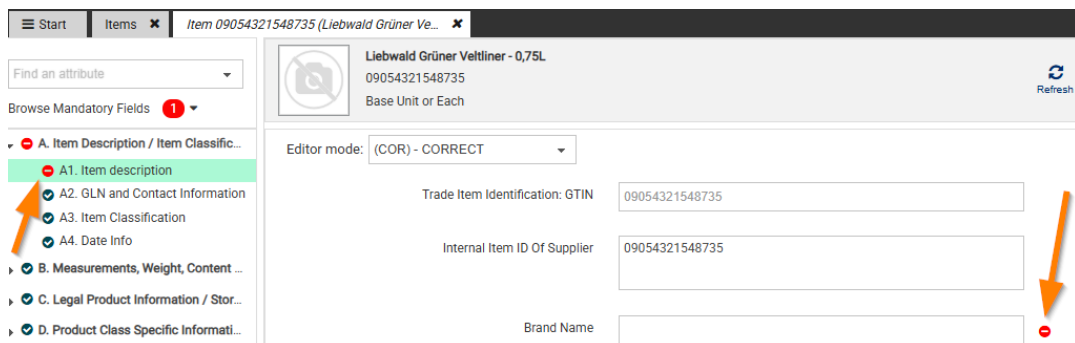 Start
Items
Item 09054321548735 (Liebwald Grüner Ve...
Find an attribute
Browse Mandatory Fields 1
A. Item Description / Item Classific...
A1. Item description
A2. GLN and Contact Information
A3. Item Classification
A4. Date Info
B. Measurements, Weight, Content ...
C. Legal Product Information / Stor...
D. Product Class Specific Informati...
Liebwald Grüner Veltliner - 0,75L
09054321548735
Base Unit or Each
Refresh
Editor mode: (COR) - CORRECT
Trade Item Identification: GTIN 09054321548735
Internal Item ID Of Supplier 09054321548735
Brand Name